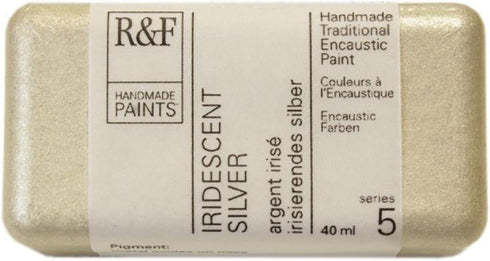 R&F
HANDMADE
PAINTS
IRIDESCENT
SILVER
argent irisé
irisierendes silber
Handmade
Traditional
Encaustic
Paint
Couleurs à
l'Encaustique
Encaustic
Farben
series
40 ml 5
Pigment: